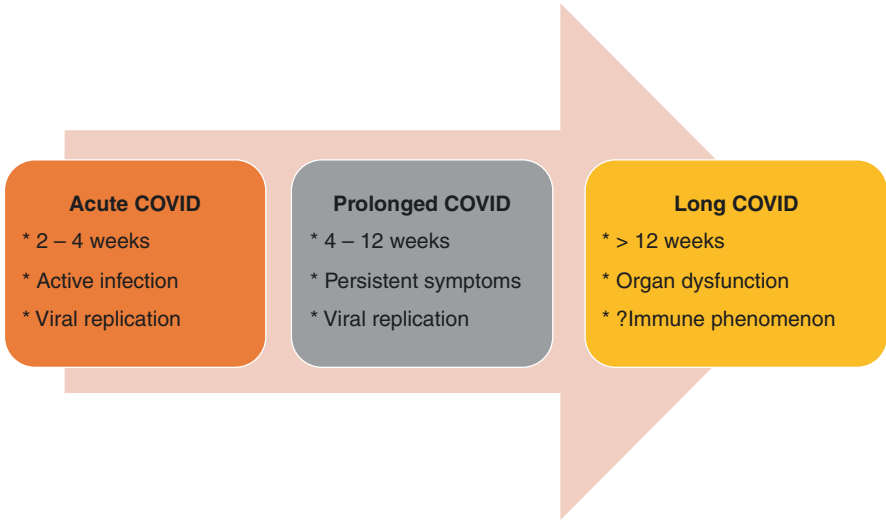 Acute COVID
* 2 – 4 weeks
* Active infection
* Viral replication
Prolonged COVID
* 4 – 12 weeks
* Persistent symptoms
* Viral replication
Long COVID
* > 12 weeks
* Organ dysfunction
* ?Immune phenomenon